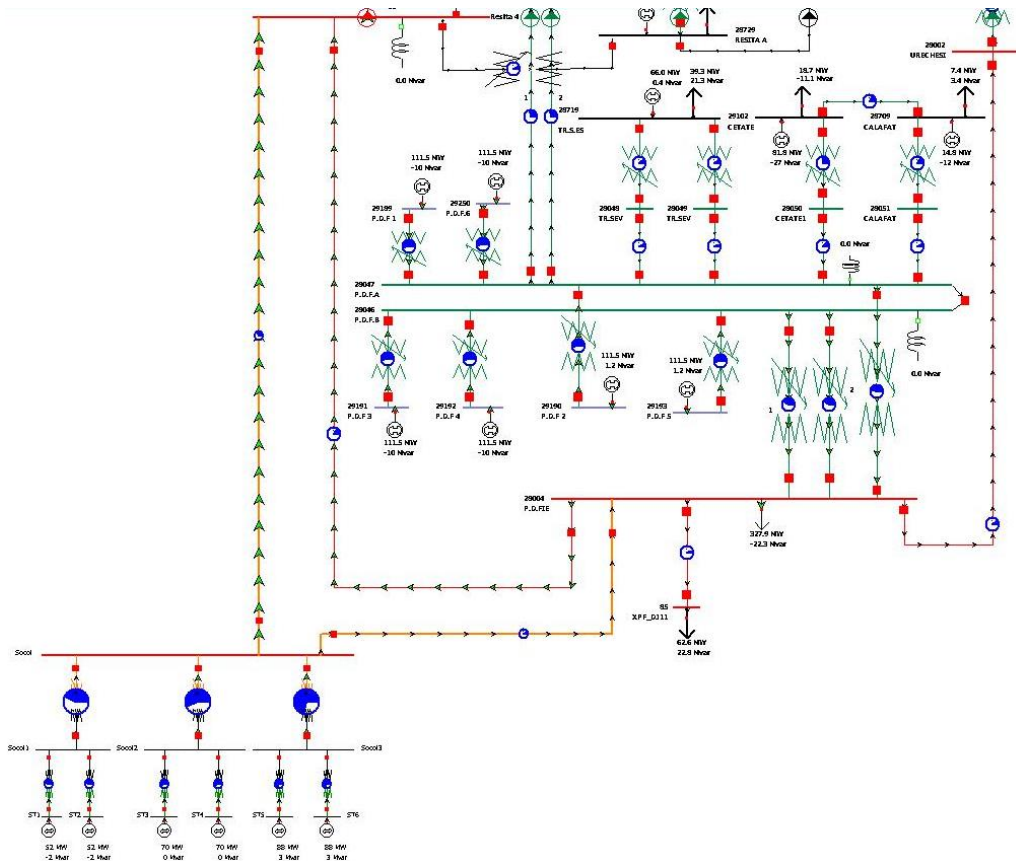 Resita 4
28729
RESITA A
0.0 Mvar
66.0 MW
0.4 Mvar
39.3 MW
21.3 Mvar
18.7 MW
-11.1 Mvar
7.4 MW
3.4 Mvar
28002
URECHESI
1
2
28719
TR.S.ES
29102
CETATE
28709
CALAFAT
81.8 MW
-27 Mvar
14.8 MW
-12 Mvar
111.5 MW
-10 Mvar
111.5 MW
-10 Mvar
29189
P.D.F 1
29250
P.D.F.6
29049
TR.SEV
29049
TR.SEV
29050
CETATE1
29051
CALAFAT
0.0 Mvar
29047
P.D.F.A
29046
P.D.F.B
111.5 MW
1.2 Mvar
111.5 MW
1.2 Mvar
0.0 Mvar
29191
P.D.F 3
29192
P.D.F 4
29190
P.D.F 2
29193
P.D.F 5
1
2
111.5 MW
-10 Mvar
111.5 MW
-10 Mvar
29004
P.D.FIE
327.9 MW
-22.3 Mvar
85
XPF_DJ11
62.6 MW
22.9 Mvar
Socol
Socol1
Socol2
Socol3
ST1
ST2
ST3
ST4
ST5
ST6
52 MW
-2 Mvar
52 MW
-2 Mvar
70 MW
0 Mvar
70 MW
0 Mvar
88 MW
3 Mvar
88 MW
3 Mvar